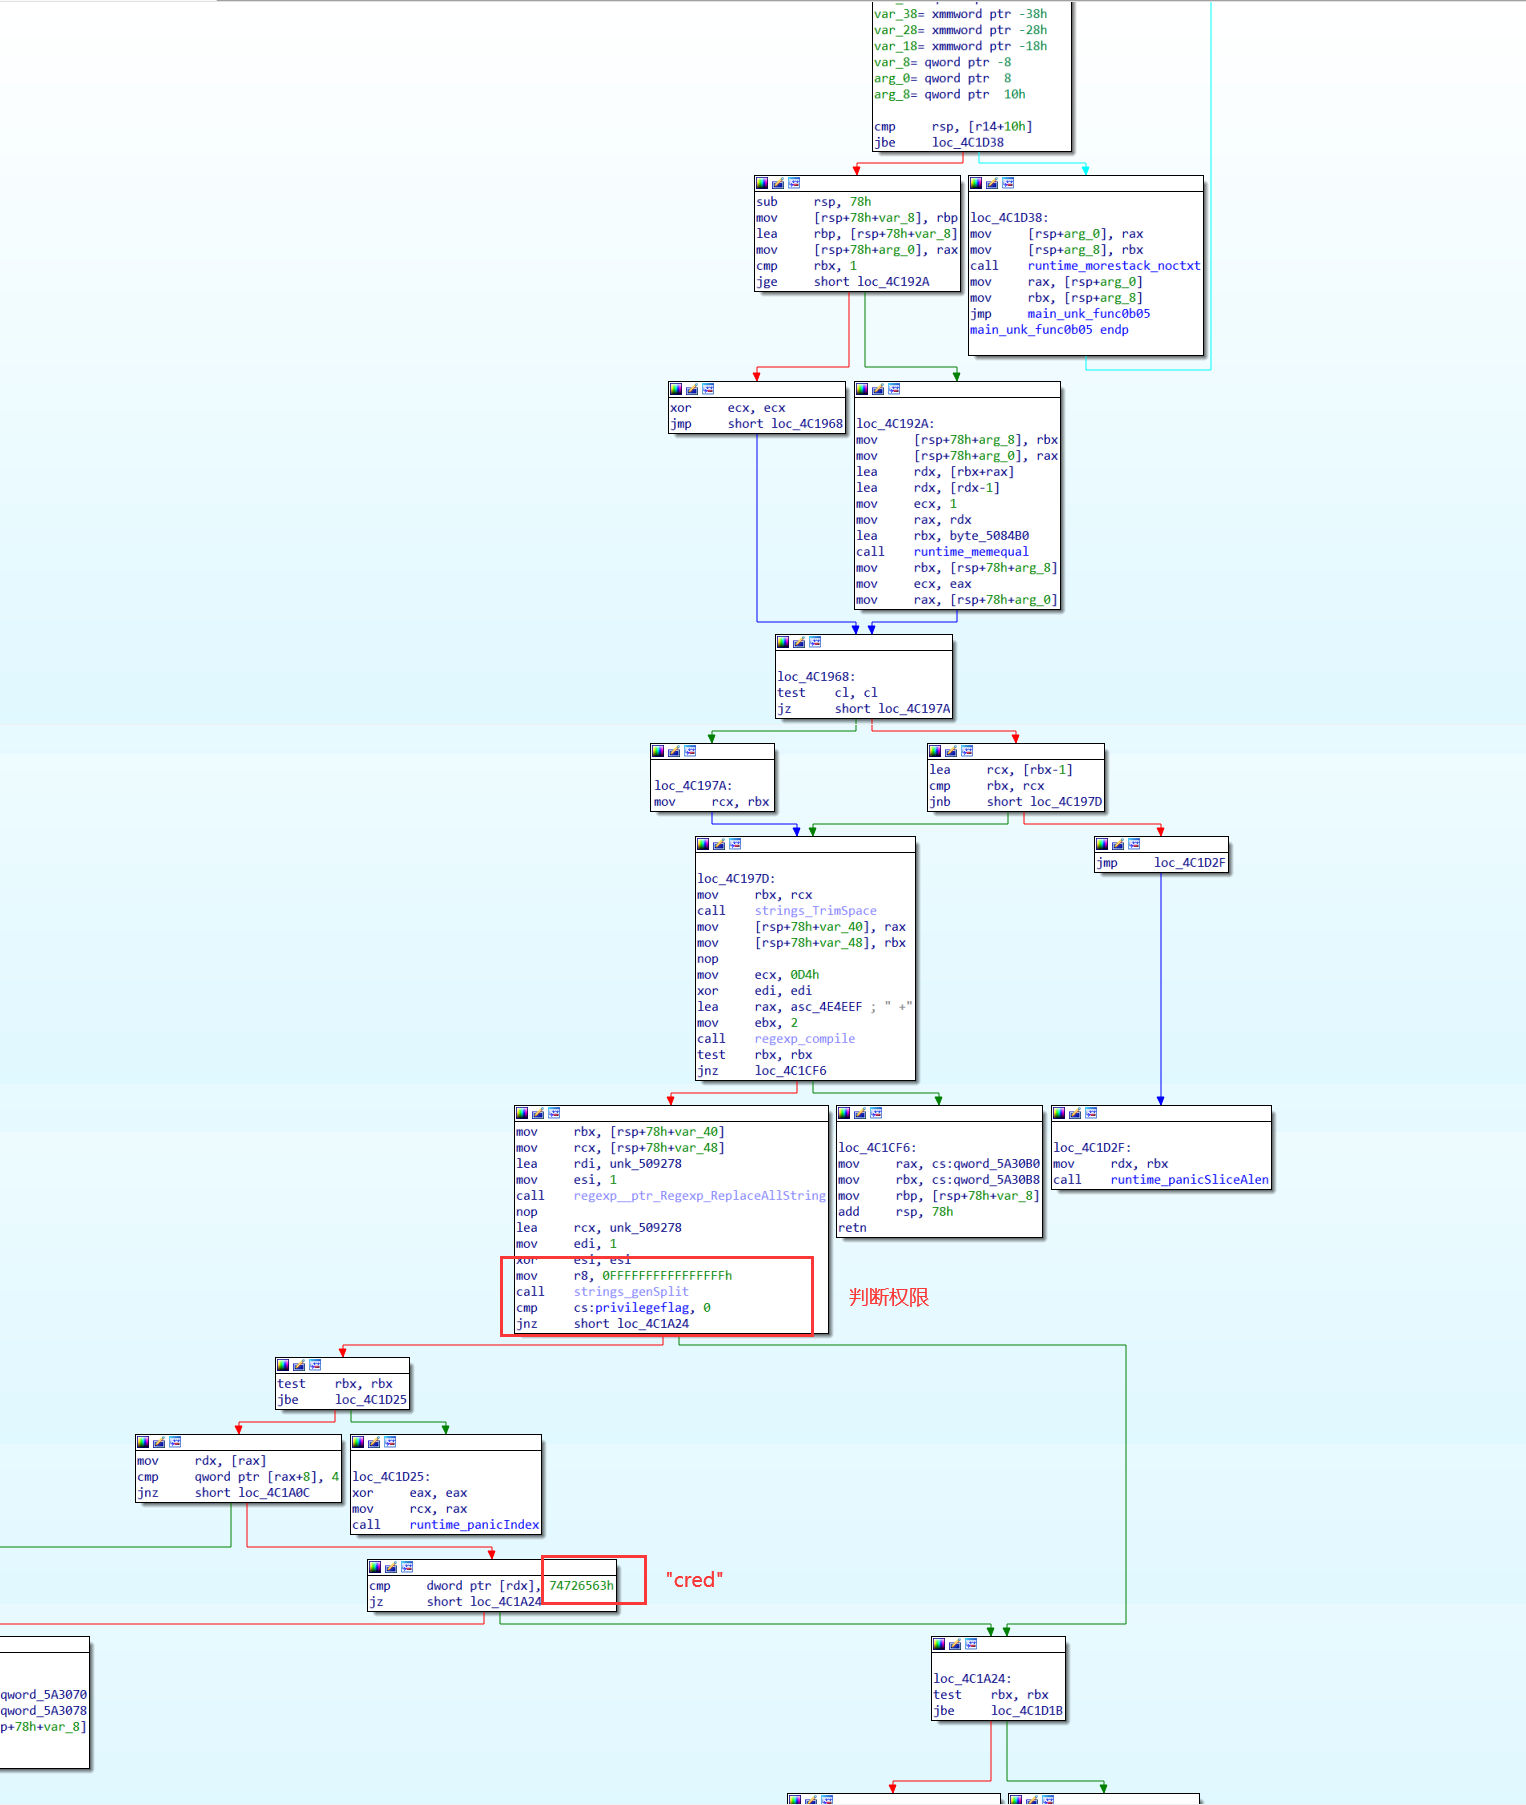 var_38= xmmword ptr -38h
var_28= xmmword ptr -28h
var_18= xmmword ptr -18h
var_8= qword ptr -8
arg_0= qword ptr  8
arg_8= qword ptr  10h
cmp     rsp, [r14+10h]
jbe     loc_4C1D38
sub     rsp, 78h
mov     [rsp+78h+var_8], rbp
lea     rbp, [rsp+78h+var_8]
mov     [rsp+78h+arg_0], rax
cmp     rbx, 1
jge     short loc_4C192A
loc_4C1D38:
mov     [rsp+arg_0], rax
mov     [rsp+arg_8], rbx
call    runtime_morestack_noctxt
mov     rax, [rsp+arg_0]
mov     rbx, [rsp+arg_8]
jmp     main_unk_func0b05
main_unk_func0b05 endp
xor     ecx, ecx
jmp     short loc_4C1968
loc_4C192A:
mov     [rsp+78h+arg_8], rbx
mov     [rsp+78h+arg_0], rax
lea     rdx, [rbx+rax]
lea     rdx, [rdx-1]
mov     ecx, 1
mov     rax, rdx
lea     rbx, byte_5084B0
call    runtime_memequal
mov     rbx, [rsp+78h+arg_8]
mov     ecx, eax
mov     rax, [rsp+78h+arg_0]
loc_4C1968:
test    cl, cl
jz      short loc_4C197A
loc_4C197A:
mov     rcx, rbx
lea     rcx, [rbx-1]
cmp     rbx, rcx
jnb     short loc_4C197D
loc_4C197D:
mov     rbx, rcx
call    strings_TrimSpace
mov     [rsp+78h+var_40], rax
mov     [rsp+78h+var_48], rbx
nop
mov     ecx, 0D4h
xor     edi, edi
lea     rax, asc_4E4EEF ; " +"
mov     ebx, 2
call    regexp_compile
test    rbx, rbx
jnz     loc_4C1CF6
jmp     loc_4C1D2F
mov     rbx, [rsp+78h+var_40]
mov     rcx, [rsp+78h+var_48]
lea     rdi, unk_509278
mov     esi, 1
call    regexp__ptr_Regexp_ReplaceAllString
nop
lea     rcx, unk_509278
mov     edi, 1
xor     esi, esi
mov     r8, 0FFFFFFFFFFFFFFFFh
call    strings_genSplit
cmp     cs:privilegeflag, 0
jnz     short loc_4C1A24
判断权限
loc_4C1CF6:
mov     rax, cs:qword_5A30B0
mov     rbx, cs:qword_5A30B8
mov     rbp, [rsp+78h+var_8]
add     rsp, 78h
retn
loc_4C1D2F:
mov     rdx, rbx
call    runtime_panicSliceAlen
test    rbx, rbx
jbe     loc_4C1D25
mov     rdx, [rax]
cmp     qword ptr [rax+8], 4
jnz     short loc_4C1A0C
loc_4C1D25:
xor     eax, eax
mov     rcx, rax
call    runtime_panicIndex
cmp     dword ptr [rdx], 74726563h
jz      short loc_4C1A24
"cred"
qword_5A3070
qword_5A3078
p+78h+var_8]
loc_4C1A24:
test    rbx, rbx
jbe     loc_4C1D1B